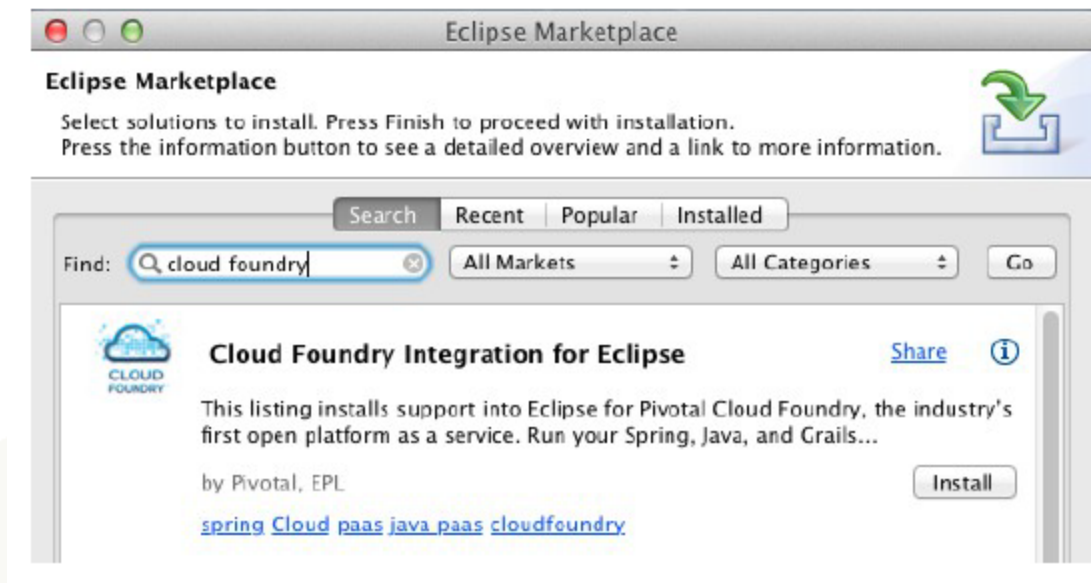 Eclipse Marketplace
Eclipse Marketplace
Select solutions to install. Press Finish to proceed with installation.
Press the information button to see a detailed overview and a link to more information.
Search Recent Popular Installed
Find: cloud foundry All Markets All Categories Go
CLOUD
FOUNDRY
Cloud Foundry Integration for Eclipse Share i
This listing installs support into Eclipse for Pivotal Cloud Foundry, the industry's
first open platform as a service. Run your Spring, Java, and Grails...
by Pivotal, EPL Install
spring Cloud paas java paas cloudfoundry